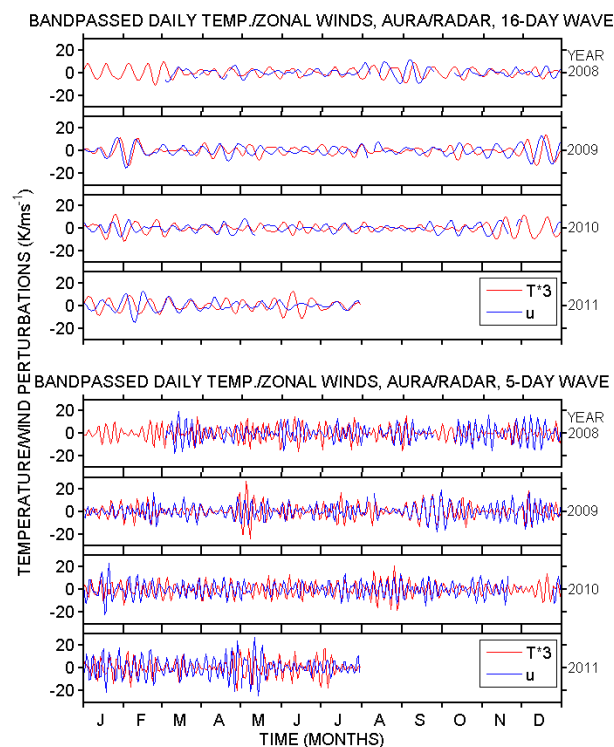 BANDPASSED DAILY TEMP./ZONAL WINDS, AURA/RADAR, 16-DAY WAVE
20
0
-20
YEAR
2008
20
0
-20
2009
20
0
-20
2010
20
0
-20
T*3
u
2011
TEMPERATURE/WIND PERTURBATIONS (K/ms⁻¹)
BANDPASSED DAILY TEMP./ZONAL WINDS, AURA/RADAR, 5-DAY WAVE
20
0
-20
YEAR
2008
20
0
-20
2009
20
0
-20
2010
20
0
-20
T*3
u
2011
J F M A M J J A S O N D
TIME (MONTHS)